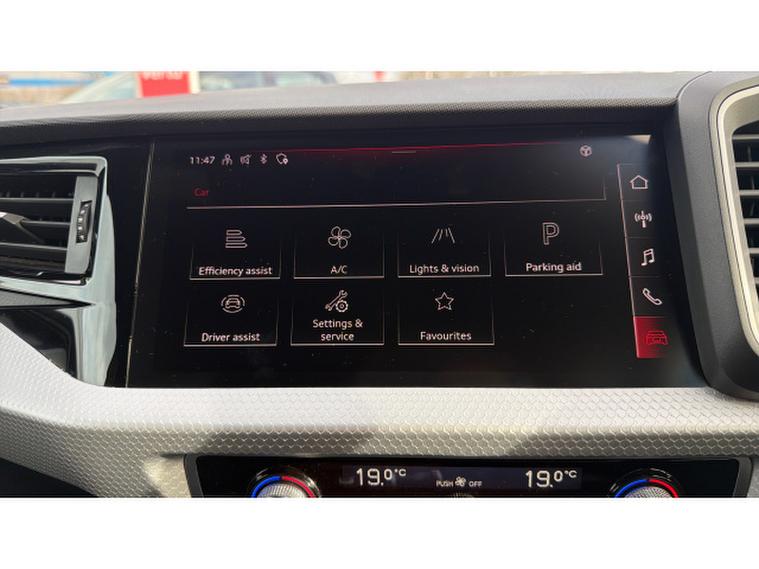 11:47
Car
Efficiency assist
A/C
Lights & vision
Parking aid
Driver assist
Settings &
service
Favourites
19.0°C
PUSH OFF
19.0°C